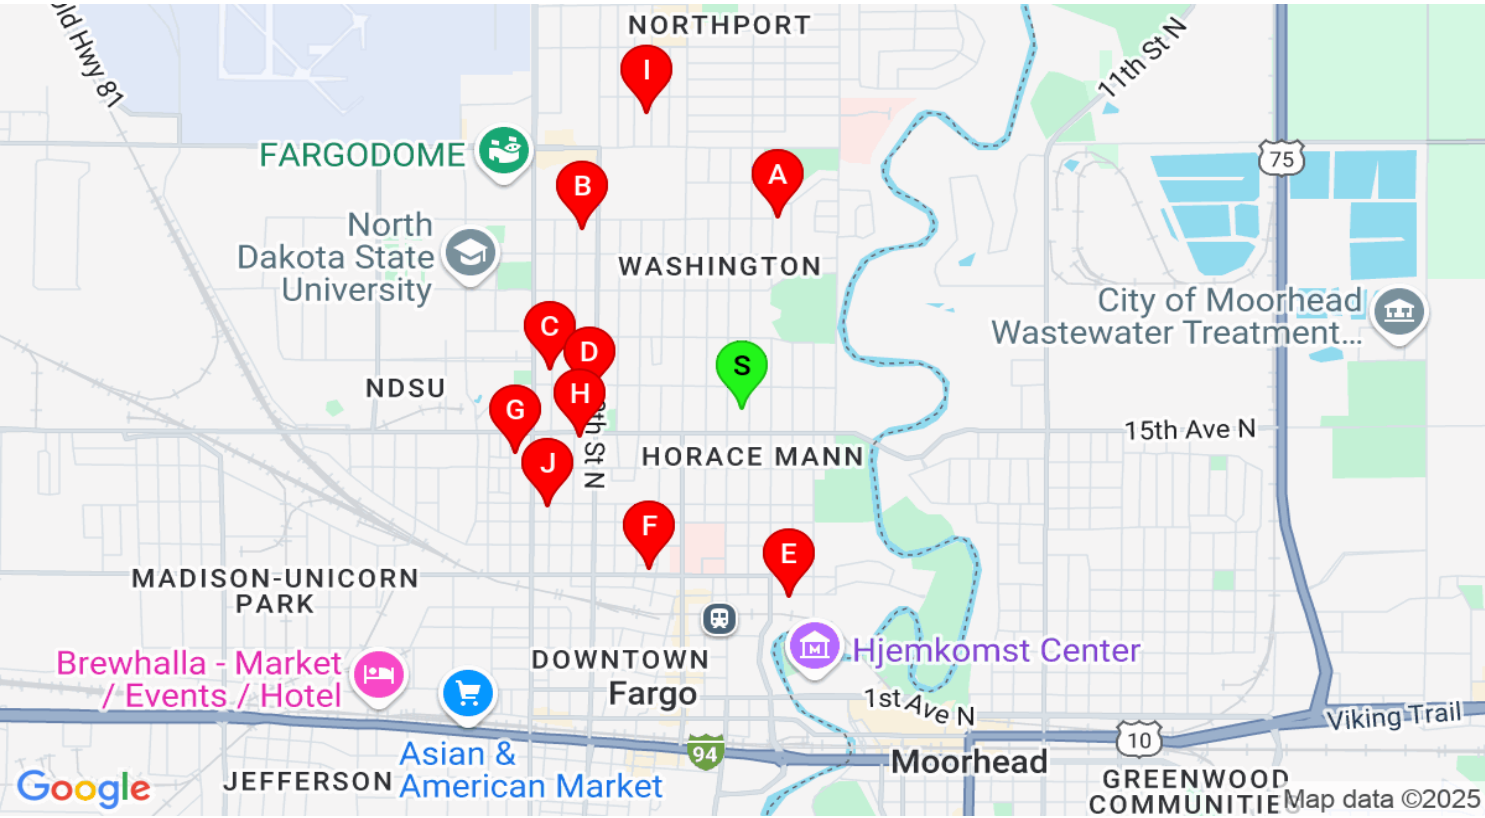 NORTHPORT
11th St N
Old Hwy 81
I
FARGODOME
75
B
A
North
Dakota State
University
WASHINGTON
City of Moorhead
Wastewater Treatment...
C
D
S
NDSU
H
G
15th Ave N
HORACE MANN
St N
J
F
E
MADISON-UNICORN
PARK
Hjemkomst Center
Brewhalla - Market
/ Events / Hotel
DOWNTOWN
Fargo
1st Ave N
Viking Trail
10
94
Asian &
American Market
Moorhead
JEFFERSON
GREENWOOD
COMMUNITIE
Google
Map data ©2025